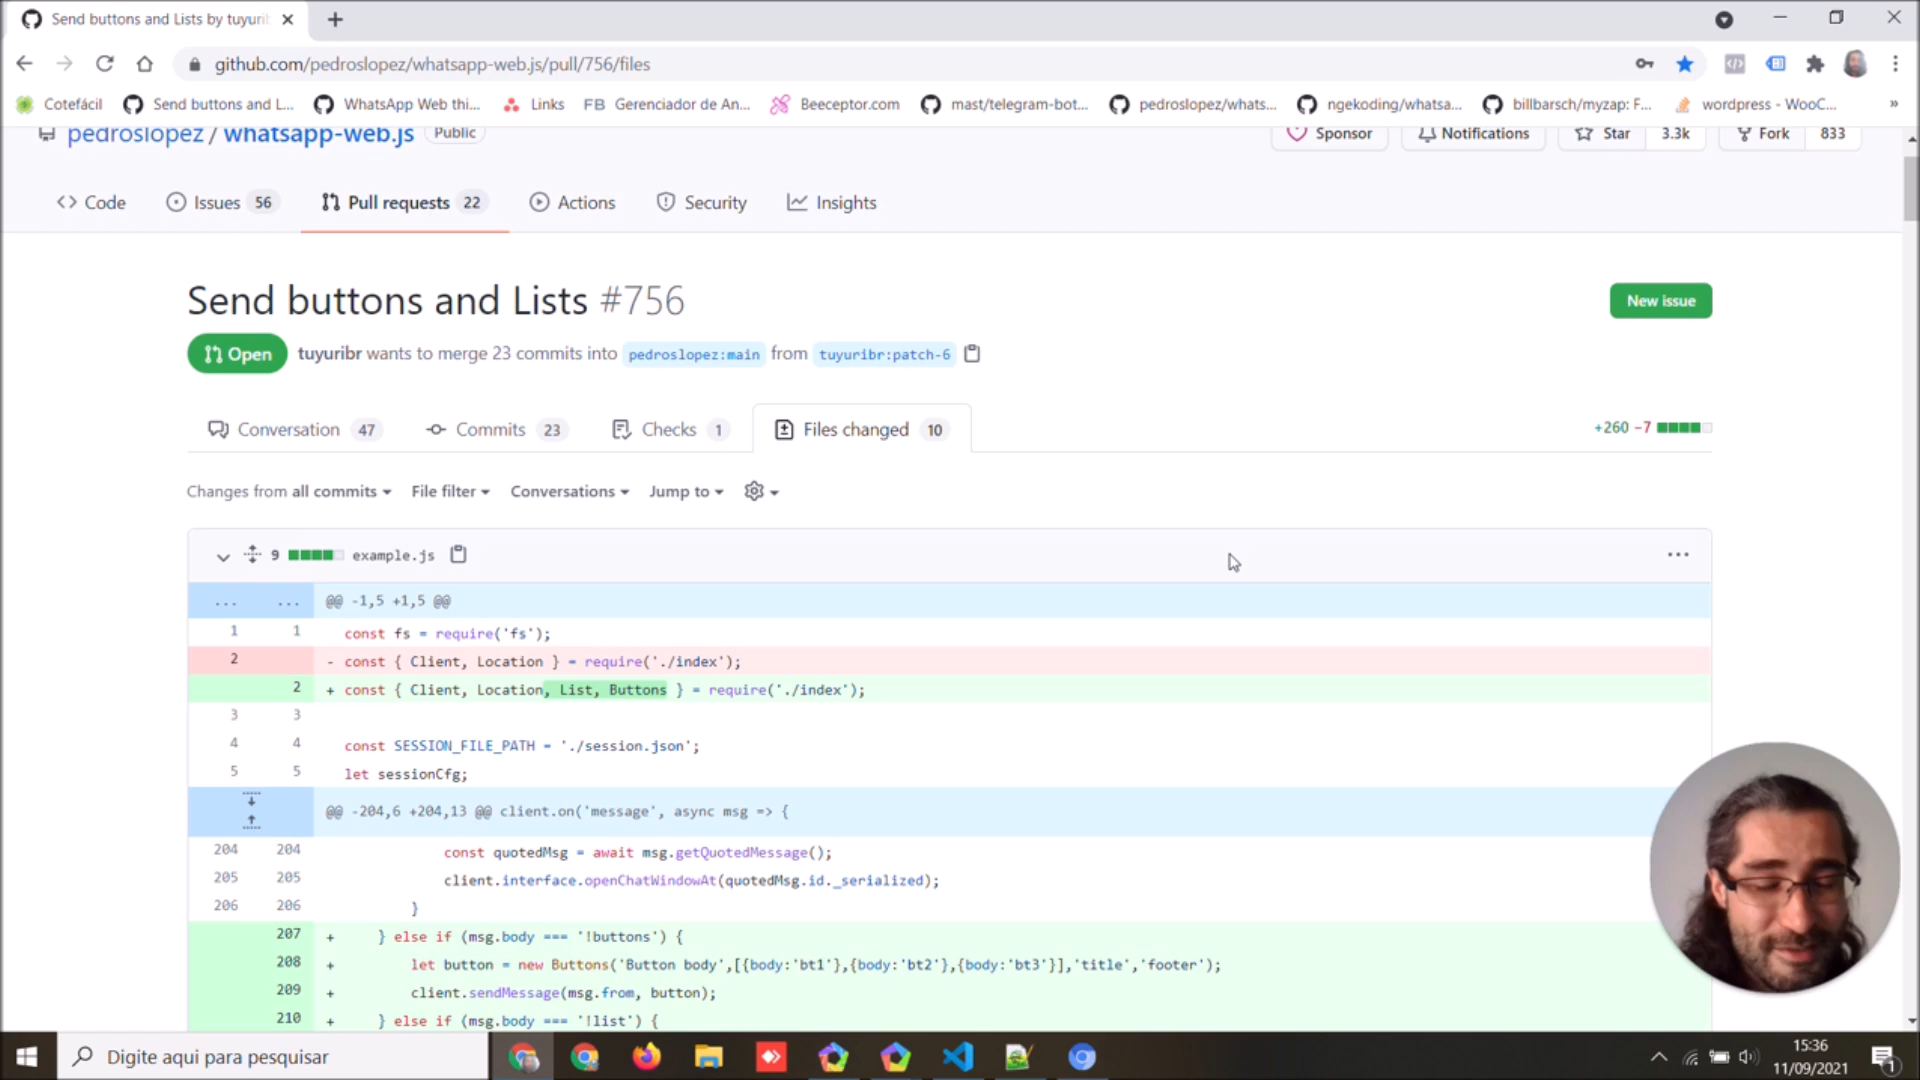 Send buttons and Lists by tuyurib
github.com/pedroslopez/whatsapp-web.js/pull/756/files
Cotefácil
Send buttons and L...
WhatsApp Web thi...
Links
FB Gerenciador de An...
Beeceptor.com
mast/telegram-bot...
pedroslopez/whats...
ngekoding/whatsa...
billbarsch/myzap: F...
wordpress - WooC...
»
pedroslopez / whatsapp-web.js Public
Sponsor
Notifications
Star 3.3k
Fork 833
Code
Issues 56
Pull requests 22
Actions
Security
Insights
Send buttons and Lists #756
New issue
Open tuyuribr wants to merge 23 commits into pedroslopez:main from tuyuribr:patch-6
Conversation 47
Commits 23
Checks 1
Files changed 10
+260 −7
Changes from all commits
File filter
Conversations
Jump to
9 example.js
... ... @@ -1,5 +1,5 @@
1 1 const fs = require('fs');
2 - const { Client, Location } = require('./index');
2 + const { Client, Location, List, Buttons } = require('./index');
3 3
4 4 const SESSION_FILE_PATH = './session.json';
5 5 let sessionCfg;
@@ -204,6 +204,13 @@ client.on('message', async msg => {
204 204 const quotedMsg = await msg.getQuotedMessage();
205 205 client.interface.openChatWindowAt(quotedMsg.id._serialized);
206 206 }
207 + } else if (msg.body === '!buttons') {
208 + let button = new Buttons('Button body',[{body:'bt1'},{body:'bt2'},{body:'bt3'}],'title','footer');
209 + client.sendMessage(msg.from, button);
210 + } else if (msg.body === '!list') {
Digite aqui para pesquisar
15:36
11/09/2021
1